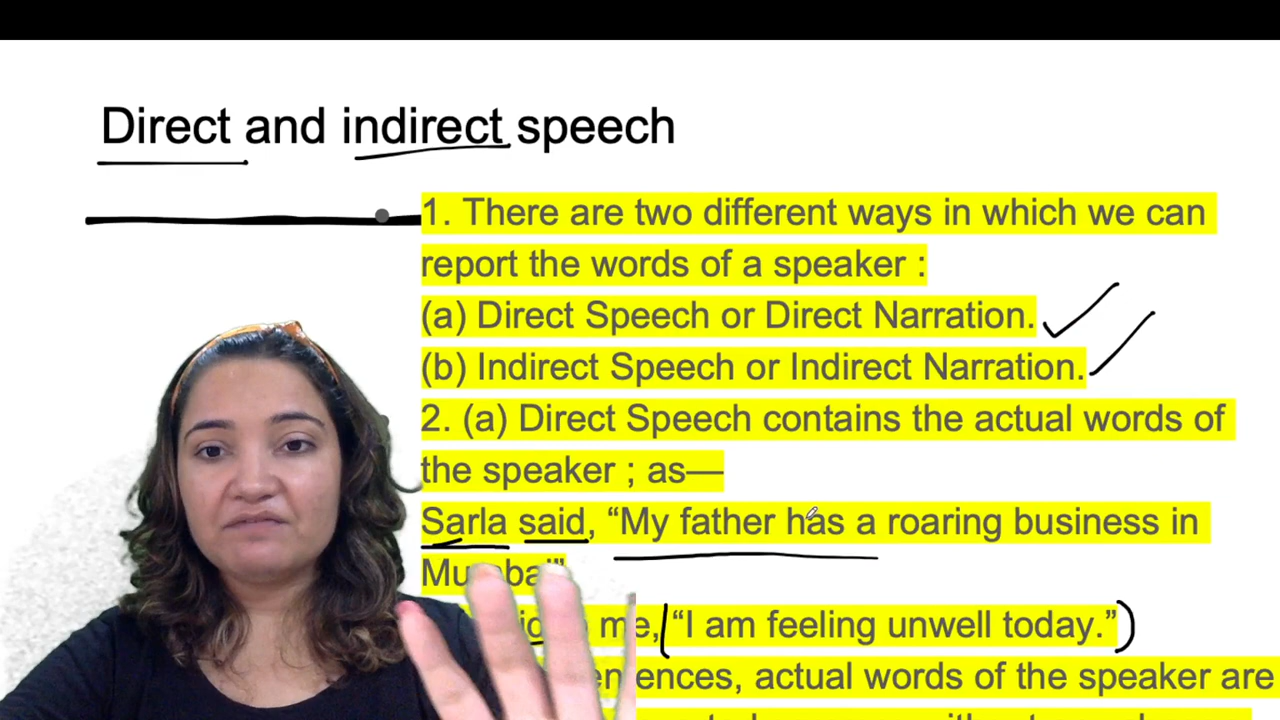 Direct and indirect speech
1. There are two different ways in which we can
report the words of a speaker :
(a) Direct Speech or Direct Narration.
(b) Indirect Speech or Indirect Narration.
2. (a) Direct Speech contains the actual words of
the speaker ; as—
Sarla said, “My father has a roaring business in
me, “I am feeling unwell today.”
actual words of the speaker are